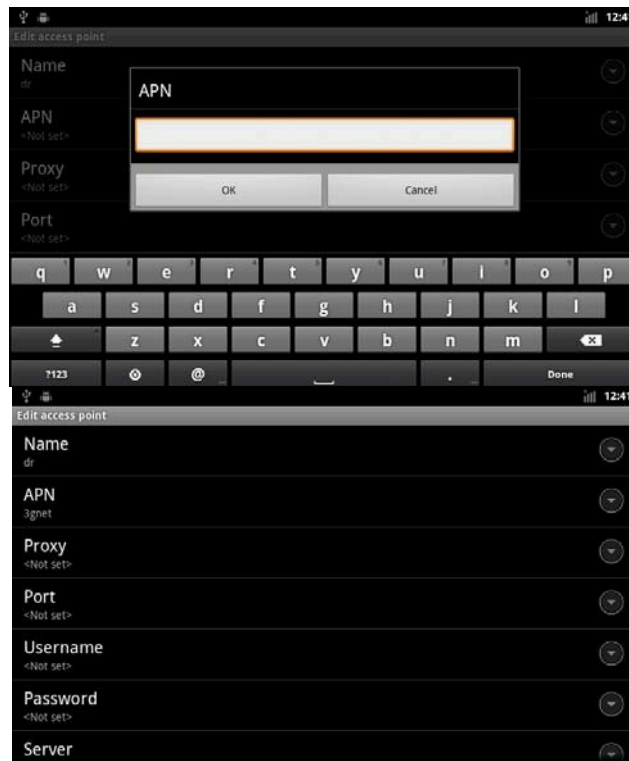 12:4
Edit access point
Name
dr
APN
<Not set>
Proxy
<Not set>
Port
<Not set>
APN
OK
Cancel
q w e r t y u i o p
a s d f g h j k l
z x c v b n m
?123 @ . Done
12:41
Edit access point
Name
dr
APN
3gnet
Proxy
<Not set>
Port
<Not set>
Username
<Not set>
Password
<Not set>
Server